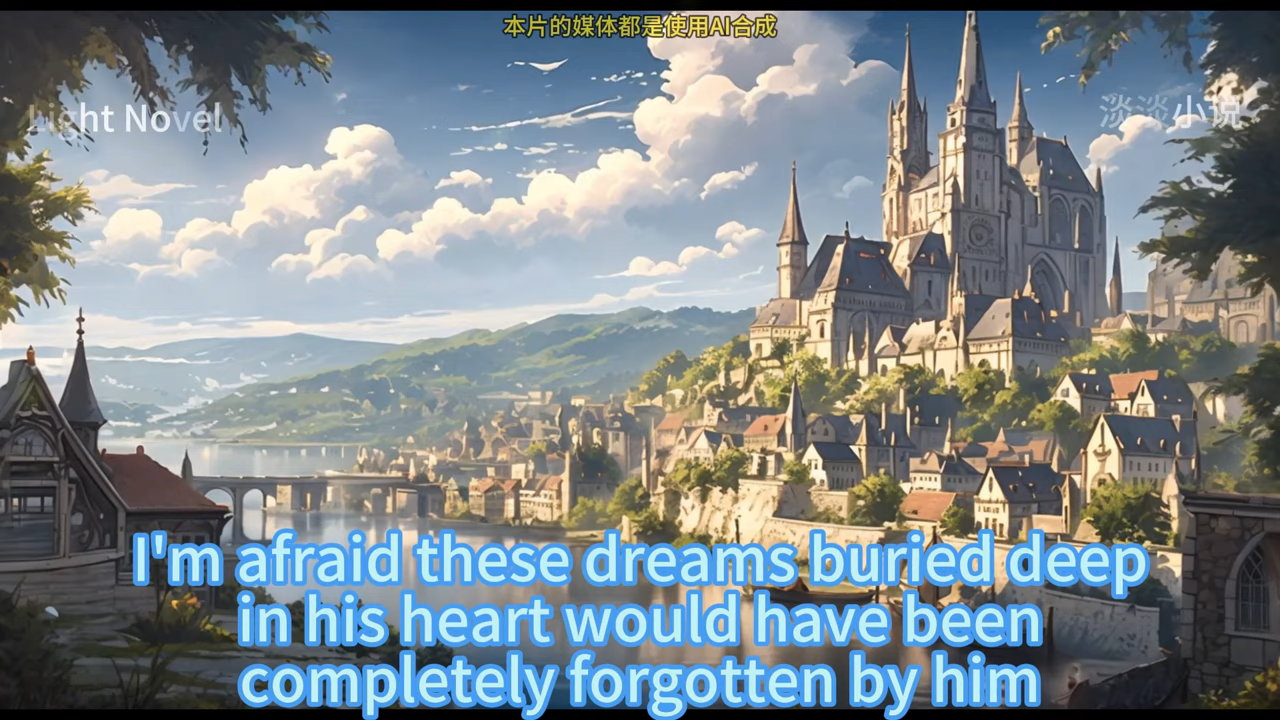 本片的媒体都是使用AI合成
Light Novel
淡淡小说
I'm afraid these dreams buried deep
in his heart would have been
completely forgotten by him